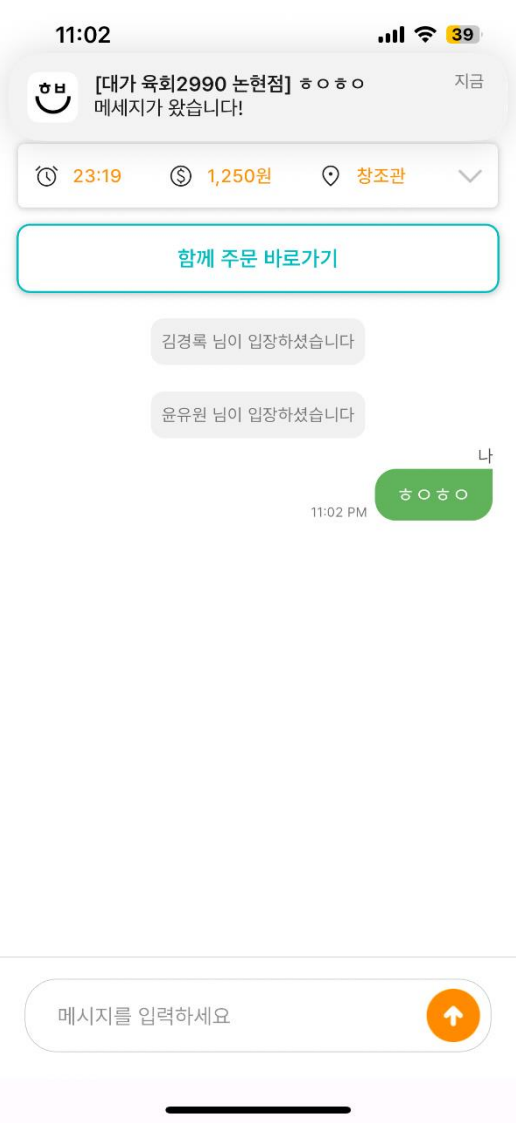 11:02
39
ㅎㅂ
[대가 육회2990 논현점] ㅎㅇㅎㅇ
지금
메세지가 왔습니다!
23:19 1,250원 창조관
함께 주문 바로가기
김경록 님이 입장하셨습니다
윤유원 님이 입장하셨습니다
나
ㅎㅇㅎㅇ
11:02 PM
메시지를 입력하세요